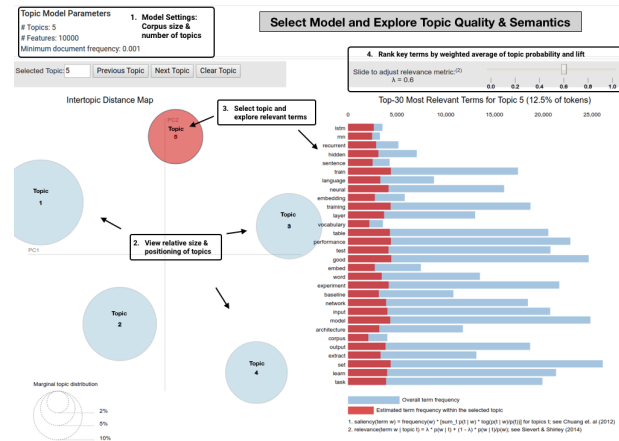 Topic Model Parameters
# Topics: 5
# Features: 10000
Minimum document frequency: 0.001
1. Model Settings:
Corpus size &
number of topics
Select Model and Explore Topic Quality & Semantics
4. Rank key terms by weighted average of topic probability and lift
Selected Topic: 5 Previous Topic Next Topic Clear Topic
Slide to adjust relevance metric:(2)
λ = 0.6
0.0 0.2 0.4 0.6 0.8 1.0
Intertopic Distance Map
3. Select topic and
explore relevant terms
PC2
Topic
5
Topic
1
Topic
3
PC1
2. View relative size &
positioning of topics
Topic
2
Topic
4
Marginal topic distribution
2%
5%
10%
Top-30 Most Relevant Terms for Topic 5 (12.5% of tokens)
0 5,000 10,000 15,000 20,000 25,000
lstm
rnn
recurrent
hidden
sentence
train
language
neural
embedding
training
layer
vocabulary
table
performance
test
good
embed
word
experiment
baseline
network
input
model
architecture
corpus
output
extract
set
learn
task
Overall term frequency
Estimated term frequency within the selected topic
1. saliency(term w) = frequency(w) * [sum_t p(t | w) * log(p(t | w)/p(t))] for topics t; see Chuang et. al (2012)
2. relevance(term w | topic t) = λ * p(w | t) + (1 - λ) * p(w | t)/p(w); see Sievert & Shirley (2014)